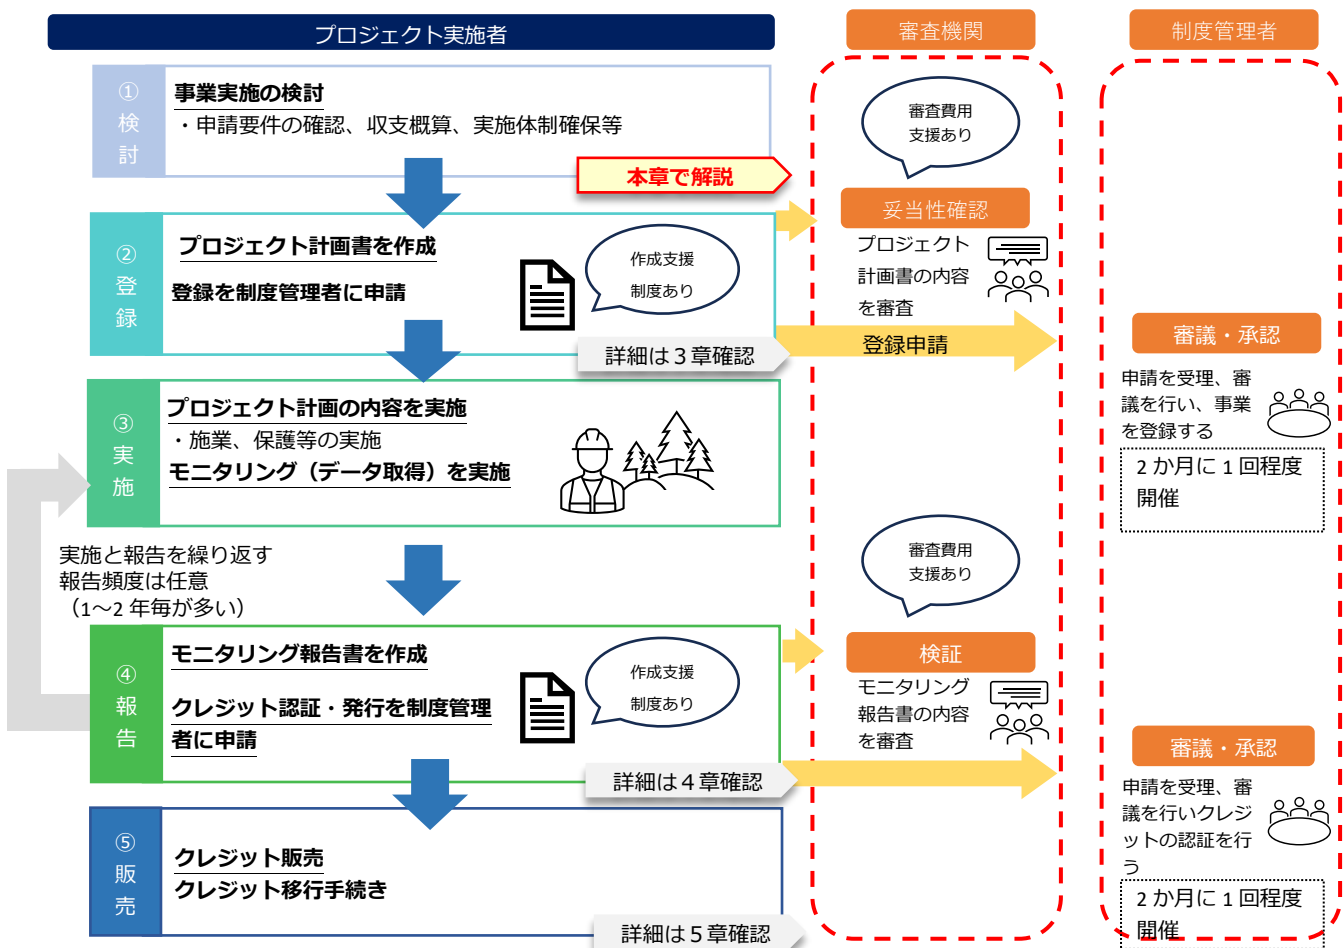 プロジェクト実施者
審査機関
制度管理者
①
検
討
事業実施の検討
・申請要件の確認、収支概算、実施体制確保等
本章で解説
審査費用
支援あり
②
登
録
プロジェクト計画書を作成
登録を制度管理者に申請
作成支援
制度あり
詳細は３章確認
妥当性確認
プロジェクト
計画書の内容
を審査
登録申請
審議・承認
申請を受理、審
議を行い、事業
を登録する
2 か月に 1 回程度
開催
③
実
施
プロジェクト計画の内容を実施
・施業、保護等の実施
モニタリング（データ取得）を実施
実施と報告を繰り返す
報告頻度は任意
（1～2 年毎が多い）
審査費用
支援あり
④
報
告
モニタリング報告書を作成
クレジット認証・発行を制度管理
者に申請
作成支援
制度あり
詳細は４章確認
検証
モニタリング
報告書の内容
を審査
審議・承認
申請を受理、審
議を行いクレジ
ットの認証を行
う
2 か月に 1 回程度
開催
⑤
販
売
クレジット販売
クレジット移行手続き
詳細は５章確認